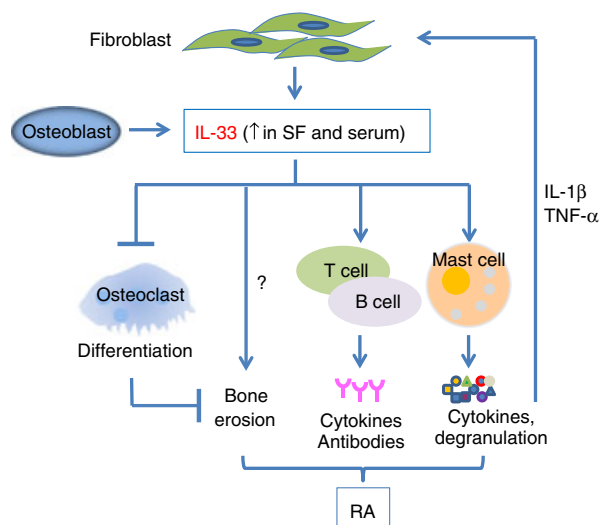 Fibroblast
Osteoblast
IL-33 (↑ in SF and serum)
IL-1β
TNF-α
Osteoclast
Differentiation
?
T cell
B cell
Mast cell
Bone
erosion
Cytokines
Antibodies
Cytokines,
degranulation
RA